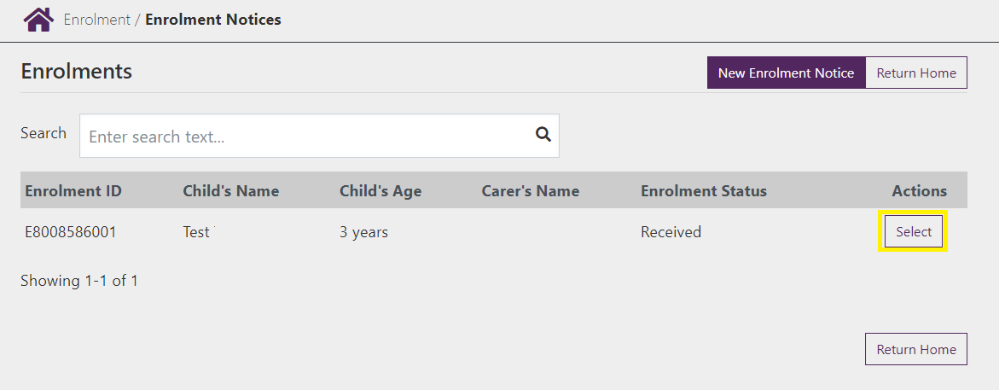 Enrolment / Enrolment Notices
Enrolments
New Enrolment Notice Return Home
Search Enter search text...
Enrolment ID Child's Name Child's Age Carer's Name Enrolment Status Actions
E8008586001 Test 3 years Received Select
Showing 1-1 of 1
Return Home